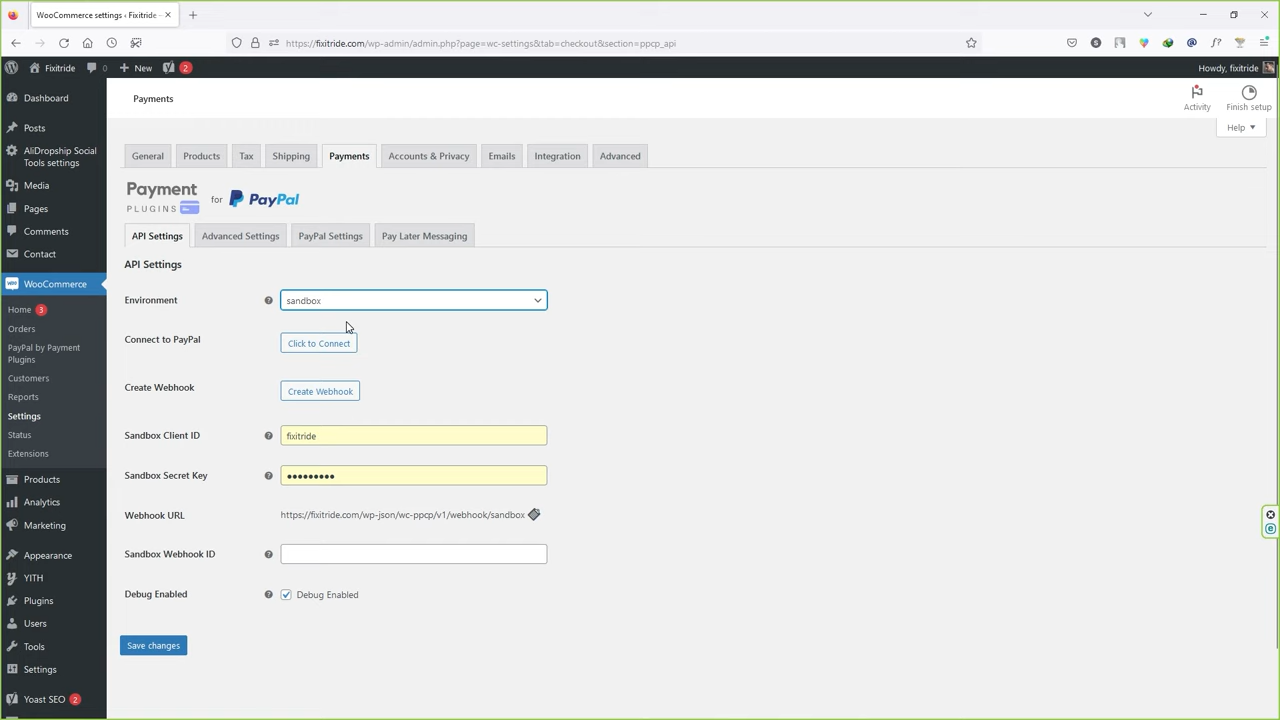 WooCommerce settings ‹ Fixitride —
https://fixitride.com/wp-admin/admin.php?page=wc-settings&tab=checkout&section=ppcp_api
Fixitride
0
New
2
Howdy, fixitride
Dashboard
Posts
AliDropship Social
Tools settings
Media
Pages
Comments
Contact
WooCommerce
Home 3
Orders
PayPal by Payment
Plugins
Customers
Reports
Settings
Status
Extensions
Products
Analytics
Marketing
Appearance
YITH
Plugins
Users
Tools
Settings
Yoast SEO 2
Payments
Activity
Finish setup
Help
General
Products
Tax
Shipping
Payments
Accounts & Privacy
Emails
Integration
Advanced
Payment
PLUGINS
for
PayPal
API Settings
Advanced Settings
PayPal Settings
Pay Later Messaging
API Settings
Environment
sandbox
Connect to PayPal
Click to Connect
Create Webhook
Create Webhook
Sandbox Client ID
fixitride
Sandbox Secret Key
•••••••••
Webhook URL
https://fixitride.com/wp-json/wc-ppcp/v1/webhook/sandbox
Sandbox Webhook ID
Debug Enabled
Debug Enabled
Save changes